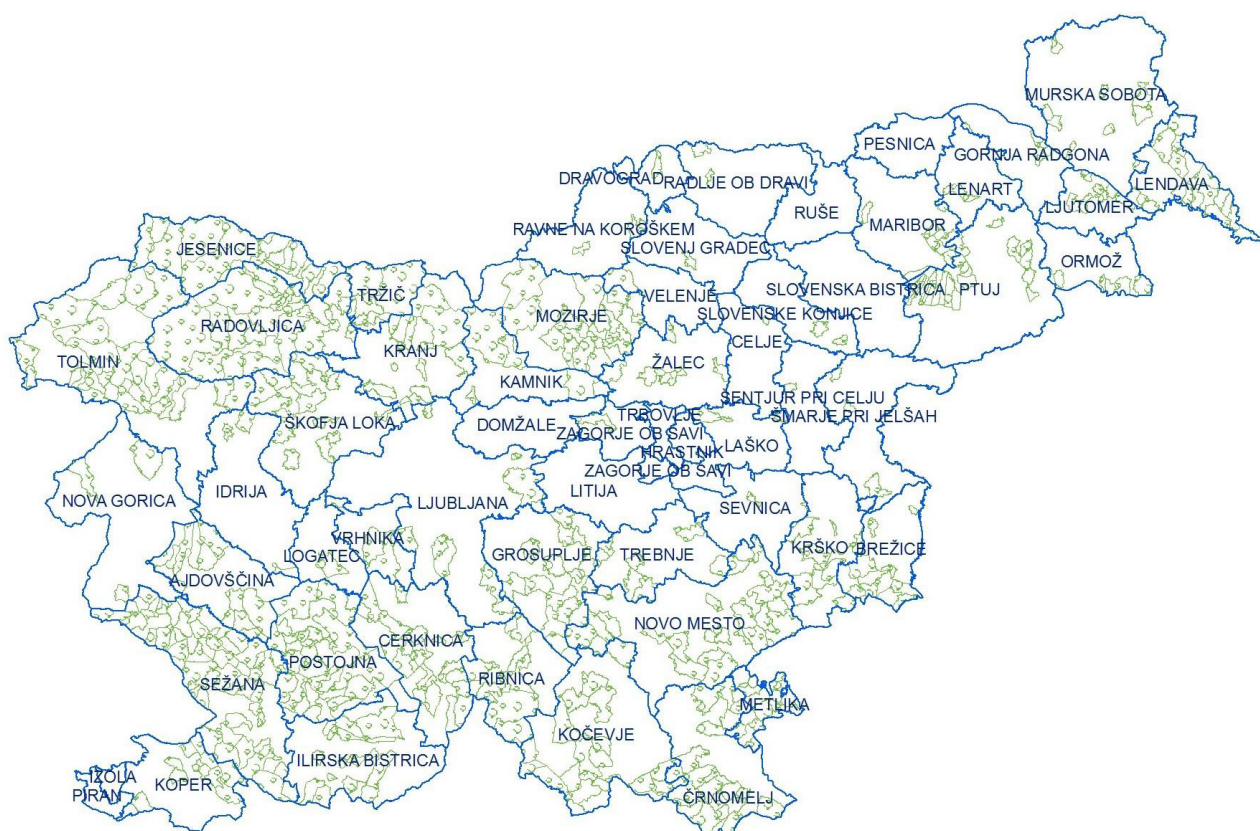 MURSKA SOBOTA
PESNICA
GORNJA RADGONA
DRAVOGRAD
RADLJE OB DRAVI
LENART
LENDAVA
RUŠE
LJUTOMER
MARIBOR
RAVNE NA KOROŠKEM
SLOVENJ GRADEC
JESENICE
ORMOŽ
SLOVENSKA BISTRICA
PTUJ
TRŽIČ
VELENJE
SLOVENSKE KONJICE
MOZIRJE
RADOVLJICA
CELJE
KRANJ
TOLMIN
ŽALEC
KAMNIK
ŠENTJUR PRI CELJU
ŠKOFJA LOKA
TRBOVLJE
ŠMARJE PRI JELŠAH
DOMŽALE
ZAGORJE OB SAVI
HRASTNIK
LAŠKO
ZAGORJE OB SAVI
IDRIJA
LITIJA
NOVA GORICA
LJUBLJANA
SEVNICA
VRHNIKA
LOGATEC
GROSUPLJE
TREBNJE
KRŠKO
BREŽICE
AJDOVŠČINA
NOVO MESTO
CERKNICA
POSTOJNA
RIBNICA
SEŽANA
METLIKA
KOČEVJE
ILIRSKA BISTRICA
IZOLA
KOPER
PIRAN
ČRNOMELJ